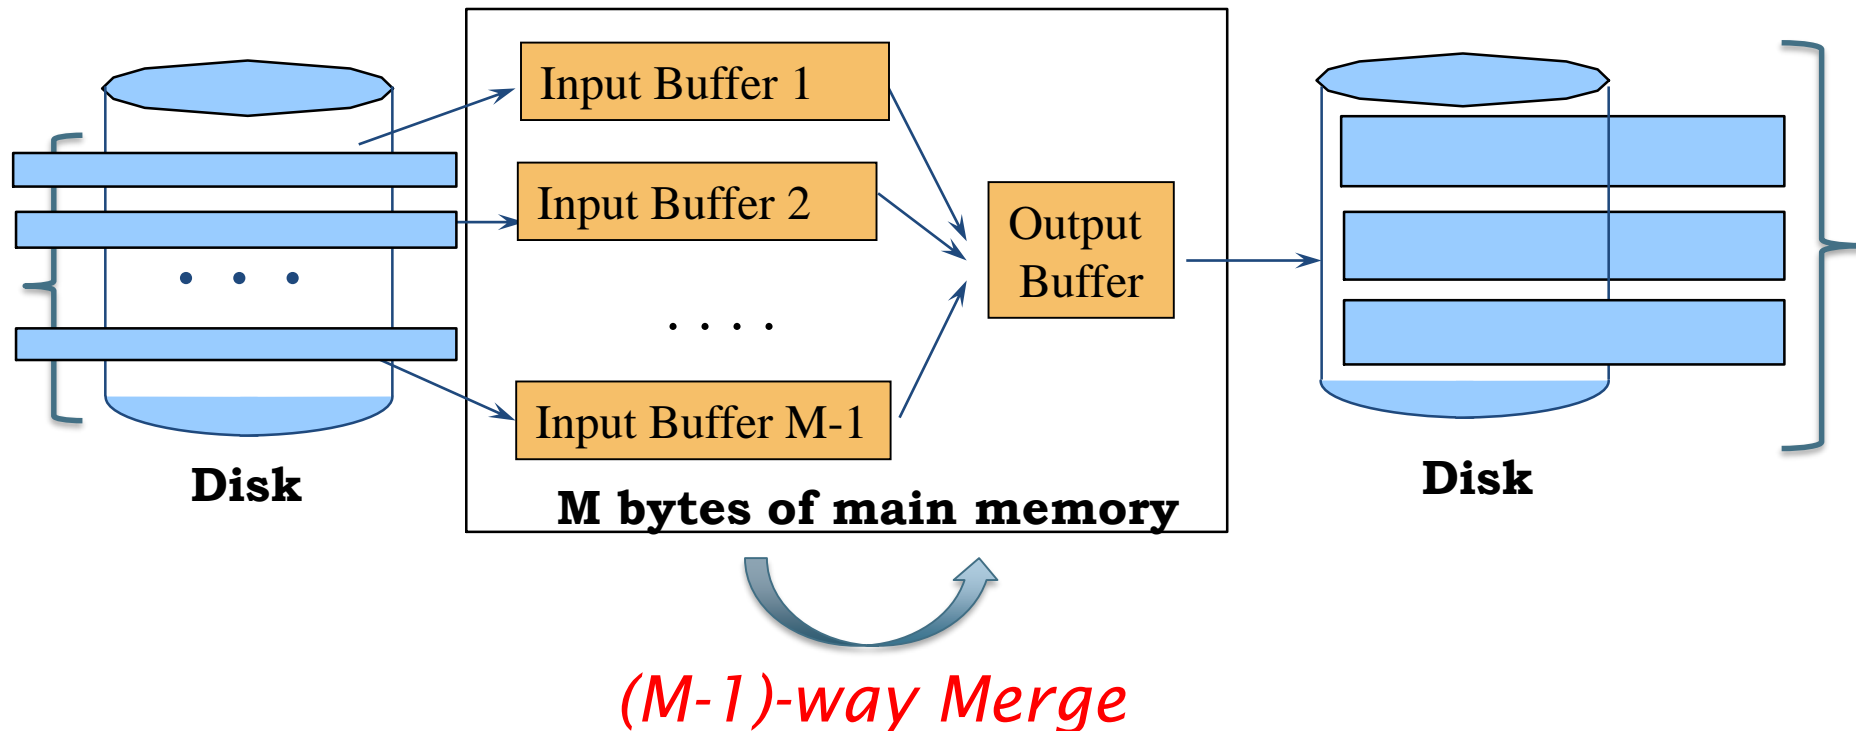 Input Buffer 1
Input Buffer 2
. . . .
Input Buffer M-1
Output
Buffer
Disk
M bytes of main memory
Disk
(M-1)-way Merge